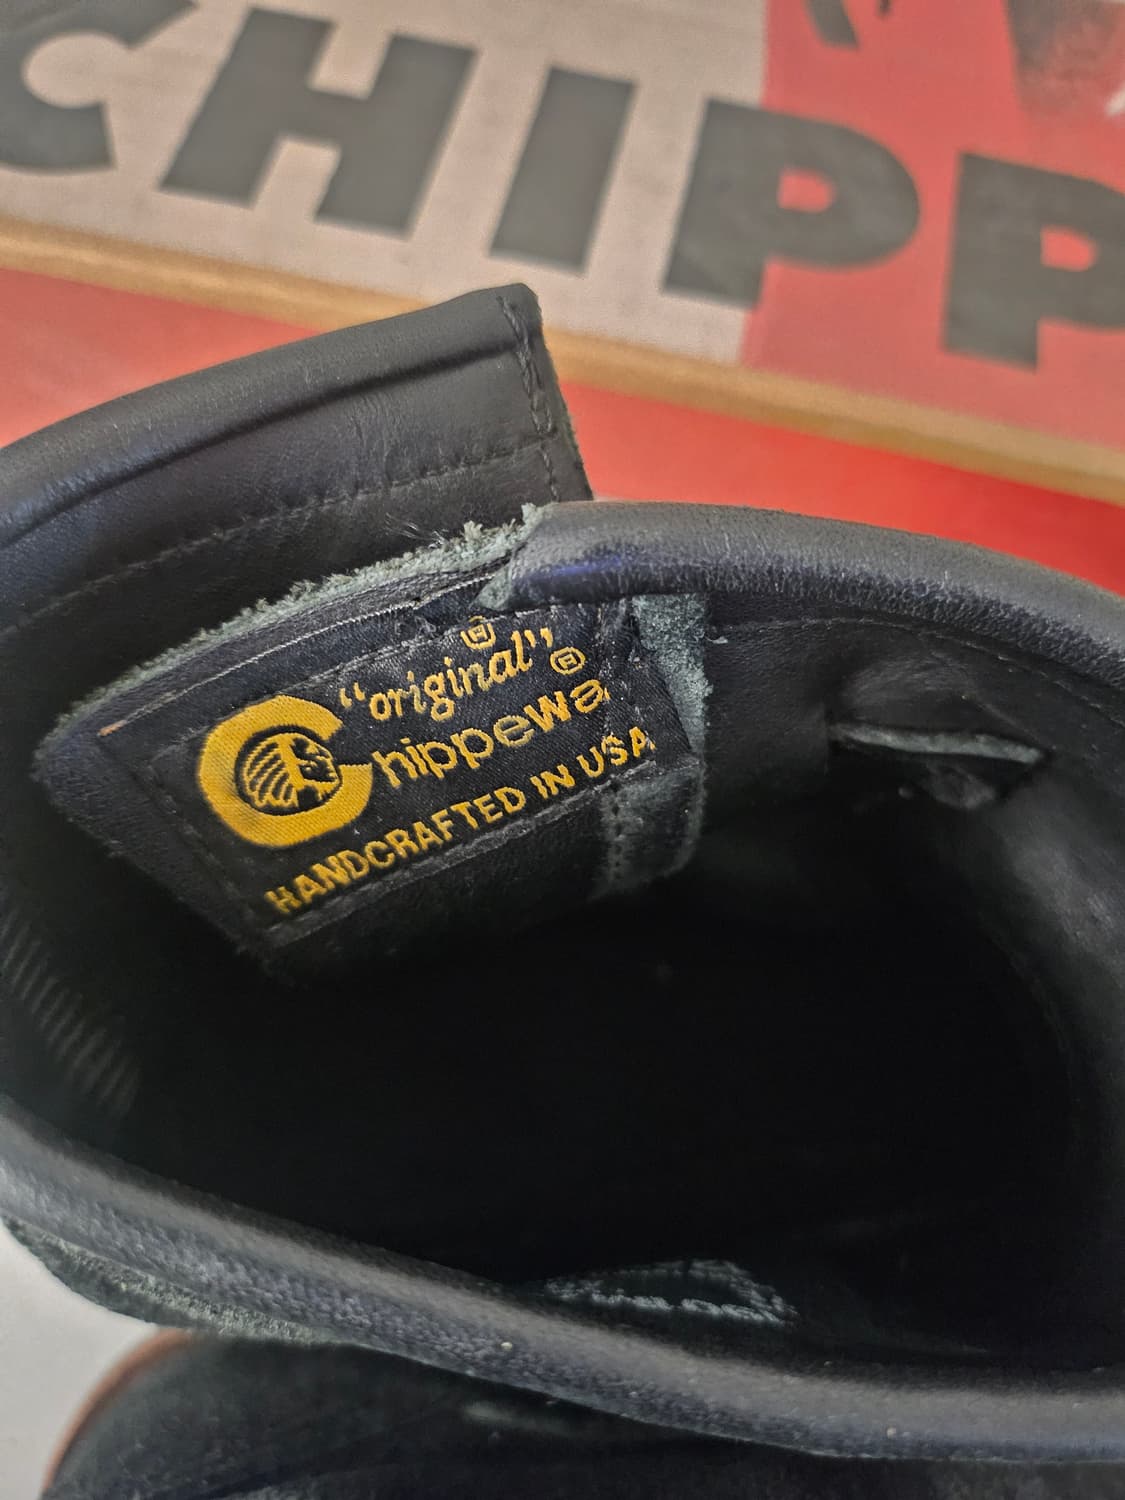 CHIPP
"original"®
Chippewa®
HANDCRAFTED IN USA